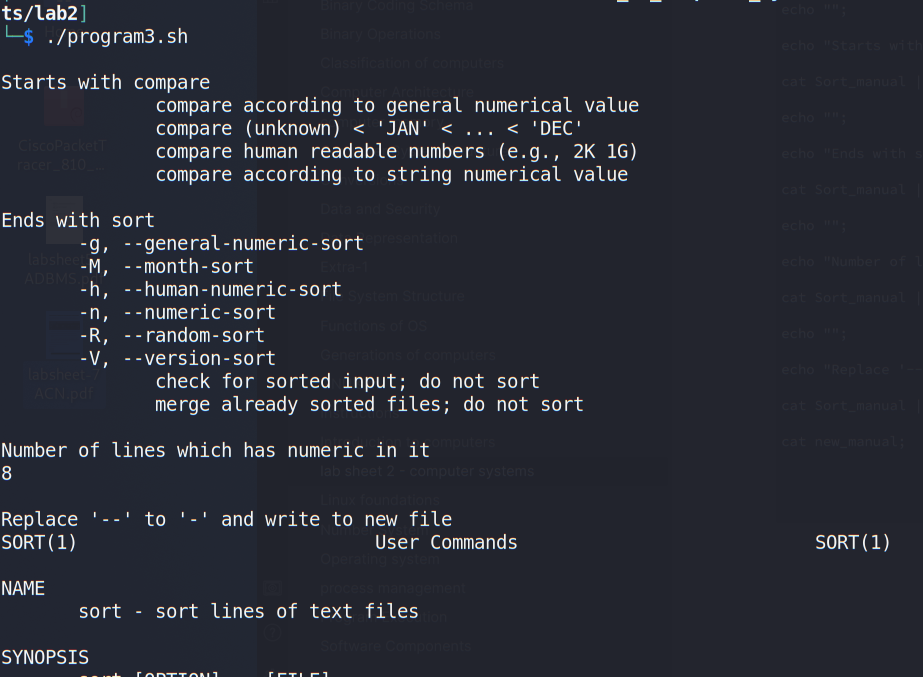 ts/lab2]
└─$ ./program3.sh
Starts with compare
compare according to general numerical value
compare (unknown) < 'JAN' < ... < 'DEC'
compare human readable numbers (e.g., 2K 1G)
compare according to string numerical value
Ends with sort
-g, --general-numeric-sort
-M, --month-sort
-h, --human-numeric-sort
-n, --numeric-sort
-R, --random-sort
-V, --version-sort
check for sorted input; do not sort
merge already sorted files; do not sort
Number of lines which has numeric in it
8
Replace '--' to '-' and write to new file
SORT(1) User Commands SORT(1)
NAME
sort - sort lines of text files
SYNOPSIS
sort [OPTION]... [FILE]...
Binary Coding Schema
Binary Operations
Classification of computers
Computer Architecture
Data and Security
Extra-1
System Structure
Functions of OS
Generations of computers
lab sheet 2 - computer systems
Linux foundations
Operating system
process management
Software Components
CiscoPacketT
racer_810_...
labsheet-7
ACN.pdf
echo "";
echo "Starts with
cat Sort_manual
echo "";
echo "Ends with s
cat Sort_manual |
echo "";
echo "Number of l
cat Sort_manual |
echo "";
echo "Replace '--
cat Sort_manual |
cat new_manual;